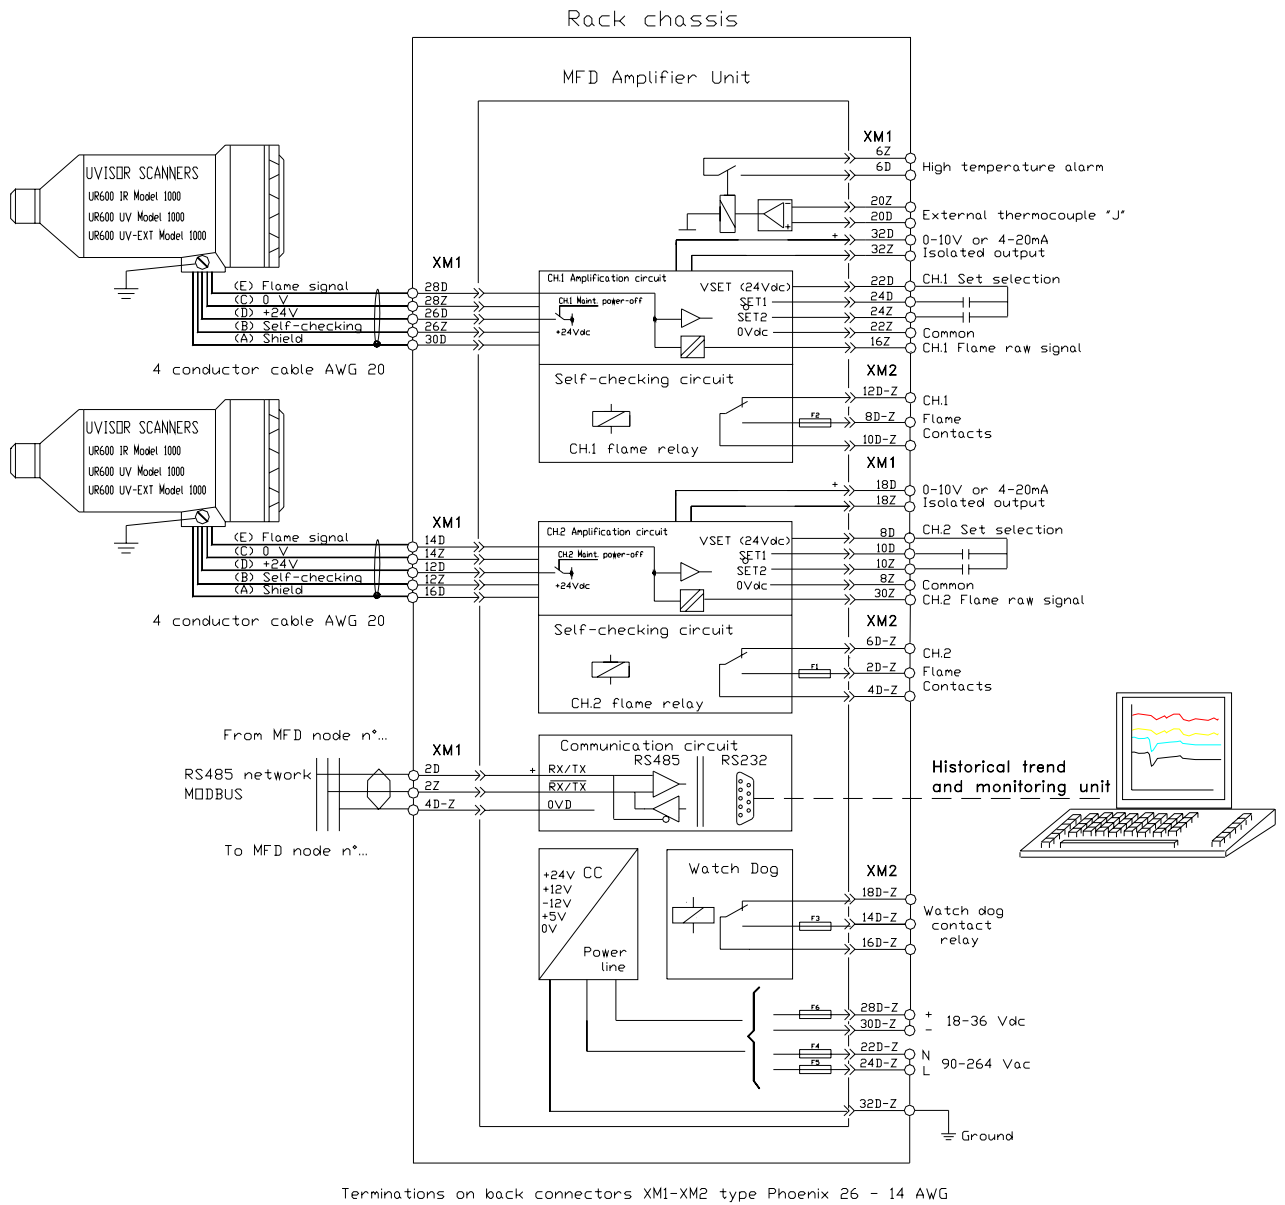 Rack chassis
MFD Amplifier Unit
UVISOR SCANNERS
UR600 IR Model 1000
UR600 UV Model 1000
UR600 UV-EXT Model 1000
XM1
(E) Flame signal 28D
(C) 0 V 28Z
(D) +24V 26D
(B) Self-checking 26Z
(A) Shield 30D
4 conductor cable AWG 20
CH.1 Amplification circuit
CH.1 Maint. power-off
+24Vdc
VSET (24Vdc)
SET1
SET2
0Vdc
Self-checking circuit
CH.1 flame relay
XM1
6Z
6D
High temperature alarm
20Z
20D
External thermocouple "J"
+ 32D 0-10V or 4-20mA
32Z Isolated output
22D CH.1 Set selection
24D
24Z
22Z Common
16Z CH.1 Flame raw signal
XM2
12D-Z CH.1
F2 8D-Z Flame
Contacts
10D-Z
UVISOR SCANNERS
UR600 IR Model 1000
UR600 UV Model 1000
UR600 UV-EXT Model 1000
XM1
(E) Flame signal 14D
(C) 0 V 14Z
(D) +24V 12D
(B) Self-checking 12Z
(A) Shield 16D
4 conductor cable AWG 20
CH.2 Amplification circuit
CH.2 Maint. power-off
+24Vdc
VSET (24Vdc)
SET1
SET2
0Vdc
Self-checking circuit
CH.2 flame relay
XM1
+ 18D 0-10V or 4-20mA
18Z Isolated output
8D CH.2 Set selection
10D
10Z
8Z Common
30Z CH.2 Flame raw signal
XM2
6D-Z CH.2
F1 2D-Z Flame
Contacts
4D-Z
From MFD node n°...
RS485 network
MODBUS
To MFD node n°...
XM1
2D
2Z
4D-Z
Communication circuit
RS485 RS232
+ RX/TX
RX/TX
0VD
Historical trend
and monitoring unit
+24V CC
+12V
-12V
+5V
0V
Power
line
Watch Dog
XM2
18D-Z
F3 14D-Z
16D-Z
Watch dog
contact
relay
F6 28D-Z +
30D-Z -
18-36 Vdc
F4 22D-Z N
F5 24D-Z L
90-264 Vac
32D-Z
Ground
Terminations on back connectors XM1-XM2 type Phoenix 26 - 14 AWG